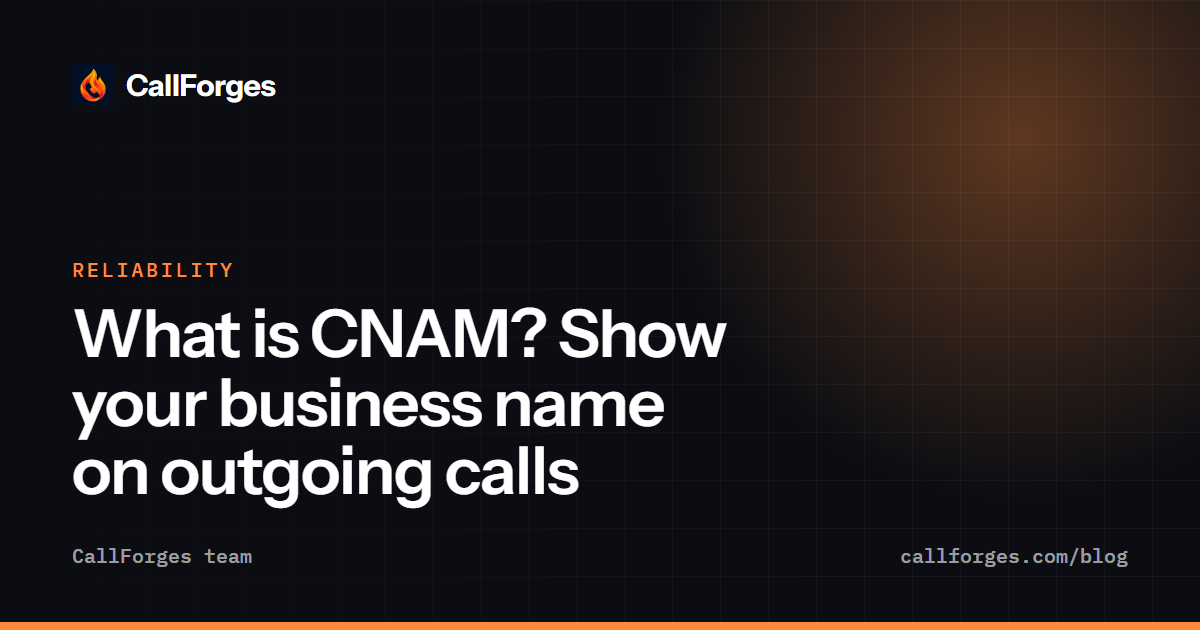 CallForges
RELIABILITY
What is CNAM? Show
your business name
on outgoing calls
CallForges team
callforges.com/blog